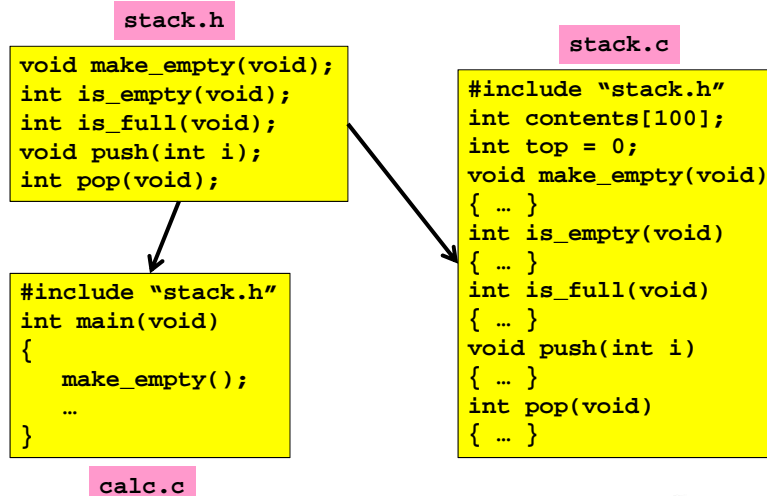 stack.h
void make_empty(void);
int is_empty(void);
int is_full(void);
void push(int i);
int pop(void);
#include “stack.h”
int main(void)
{
   make_empty();
   …
}
calc.c
stack.c
#include “stack.h”
int contents[100];
int top = 0;
void make_empty(void)
{ … }
int is_empty(void)
{ … }
int is_full(void)
{ … }
void push(int i)
{ … }
int pop(void)
{ … }